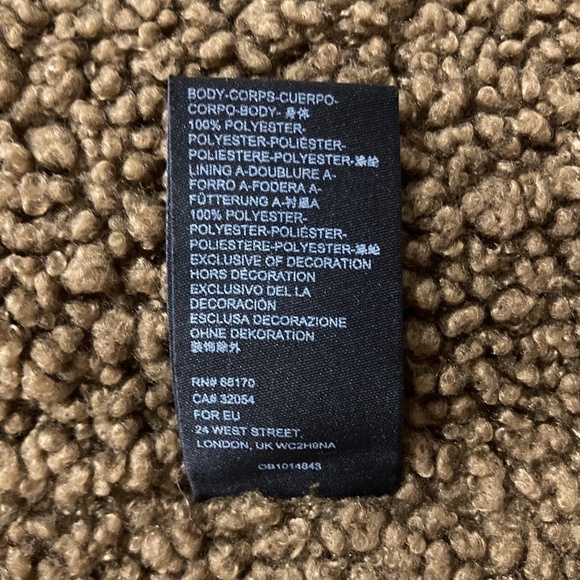 BODY-CORPS-CUERPO-
CORPO-BODY- 身体
100% POLYESTER-
POLYESTER-POLIÉSTER-
POLIESTERE-POLYESTER-涤纶
LINING A-DOUBLURE A-
FORRO A-FODERA A-
FÜTTERUNG A-衬里A
100% POLYESTER-
POLYESTER-POLIÉSTER-
POLIESTERE-POLYESTER-涤纶
EXCLUSIVE OF DECORATION
HORS DÉCORATION
EXCLUSIVO DEL LA
DECORACIÓN
ESCLUSA DECORAZIONE
OHNE DEKORATION
装饰除外
RN# 68170
CA# 32054
FOR EU
24 WEST STREET,
LONDON, UK WC2H9NA
OB1014843